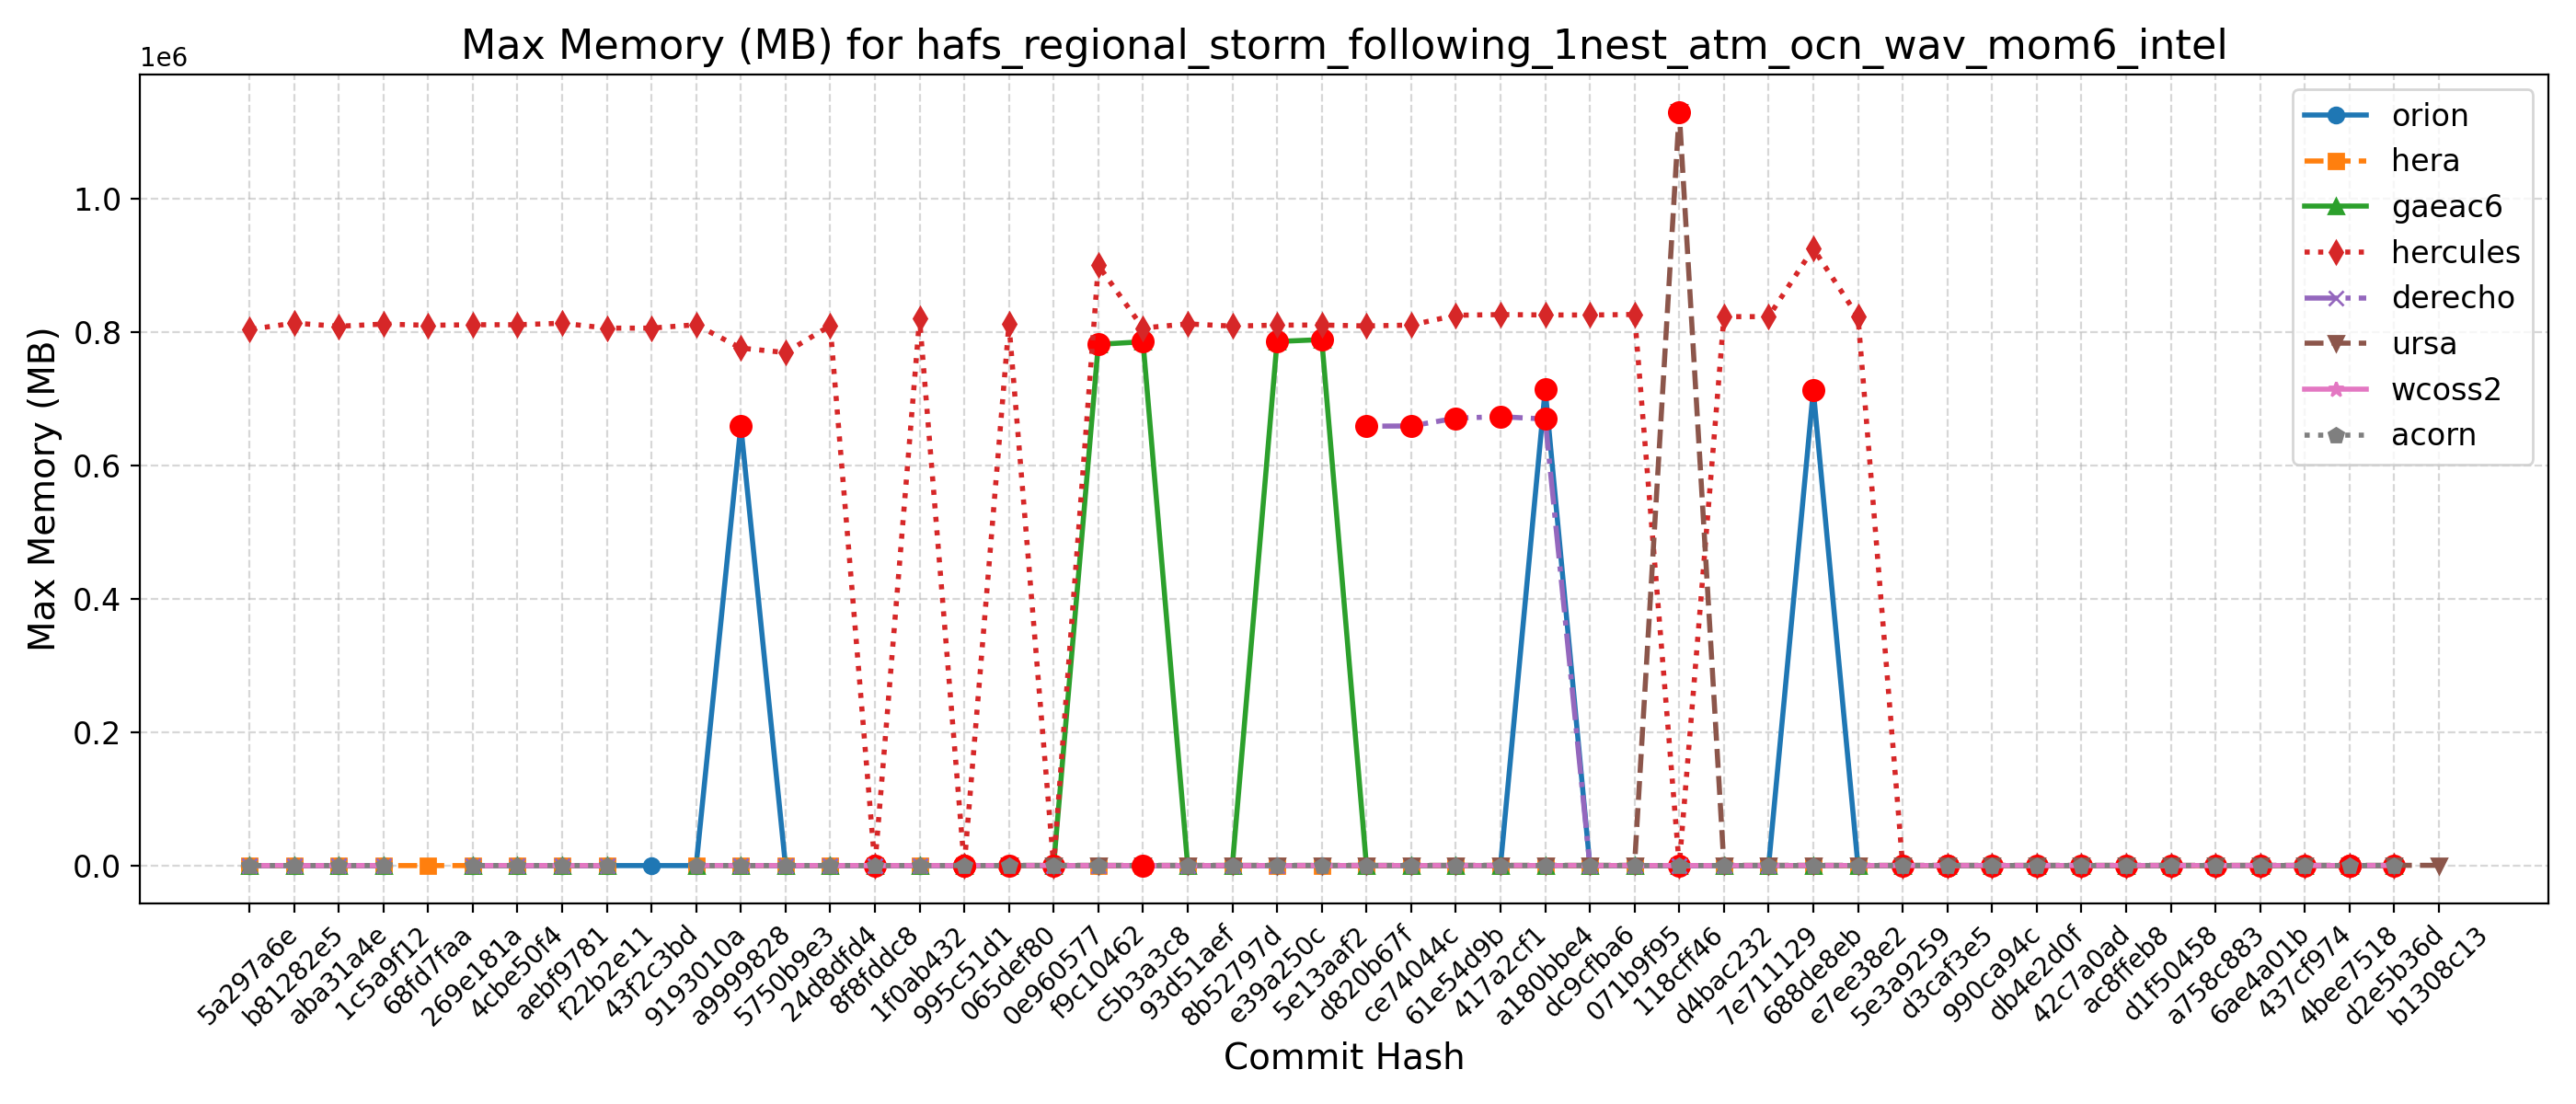 Max Memory (MB) for hafs_regional_storm_following_1nest_atm_ocn_wav_mom6_intel
1e6
Max Memory (MB)
1.0
0.8
0.6
0.4
0.2
0.0
orion
hera
gaeac6
hercules
derecho
ursa
wcoss2
acorn
5a297a6e
b81282e5
aba31a4e
1c5a9f12
68fd7faa
269e181a
4cbe50f4
aebf9781
f22b2e11
43f2c3bd
9193010a
a9999828
5750b9e3
24d8dfd4
8f8fddc8
1f0ab432
995c51d1
065def80
0e960577
f9c10462
c5b3a3c8
93d51aef
8b52797d
e39a250c
5e13aaf2
d820b67f
ce74044c
61e54d9b
417a2cf1
a180bbe4
dc9cfba6
071b9f95
118cff46
d4bac232
7e711129
688de8eb
e7ee38e2
5e3a9259
d3caf3e5
990ca94c
db4e2d0f
42c7a0ad
ac8ffeb8
d1f50458
a758c883
6ae4a01b
437cf974
4bee7518
d2e5b36d
b1308c13
Commit Hash